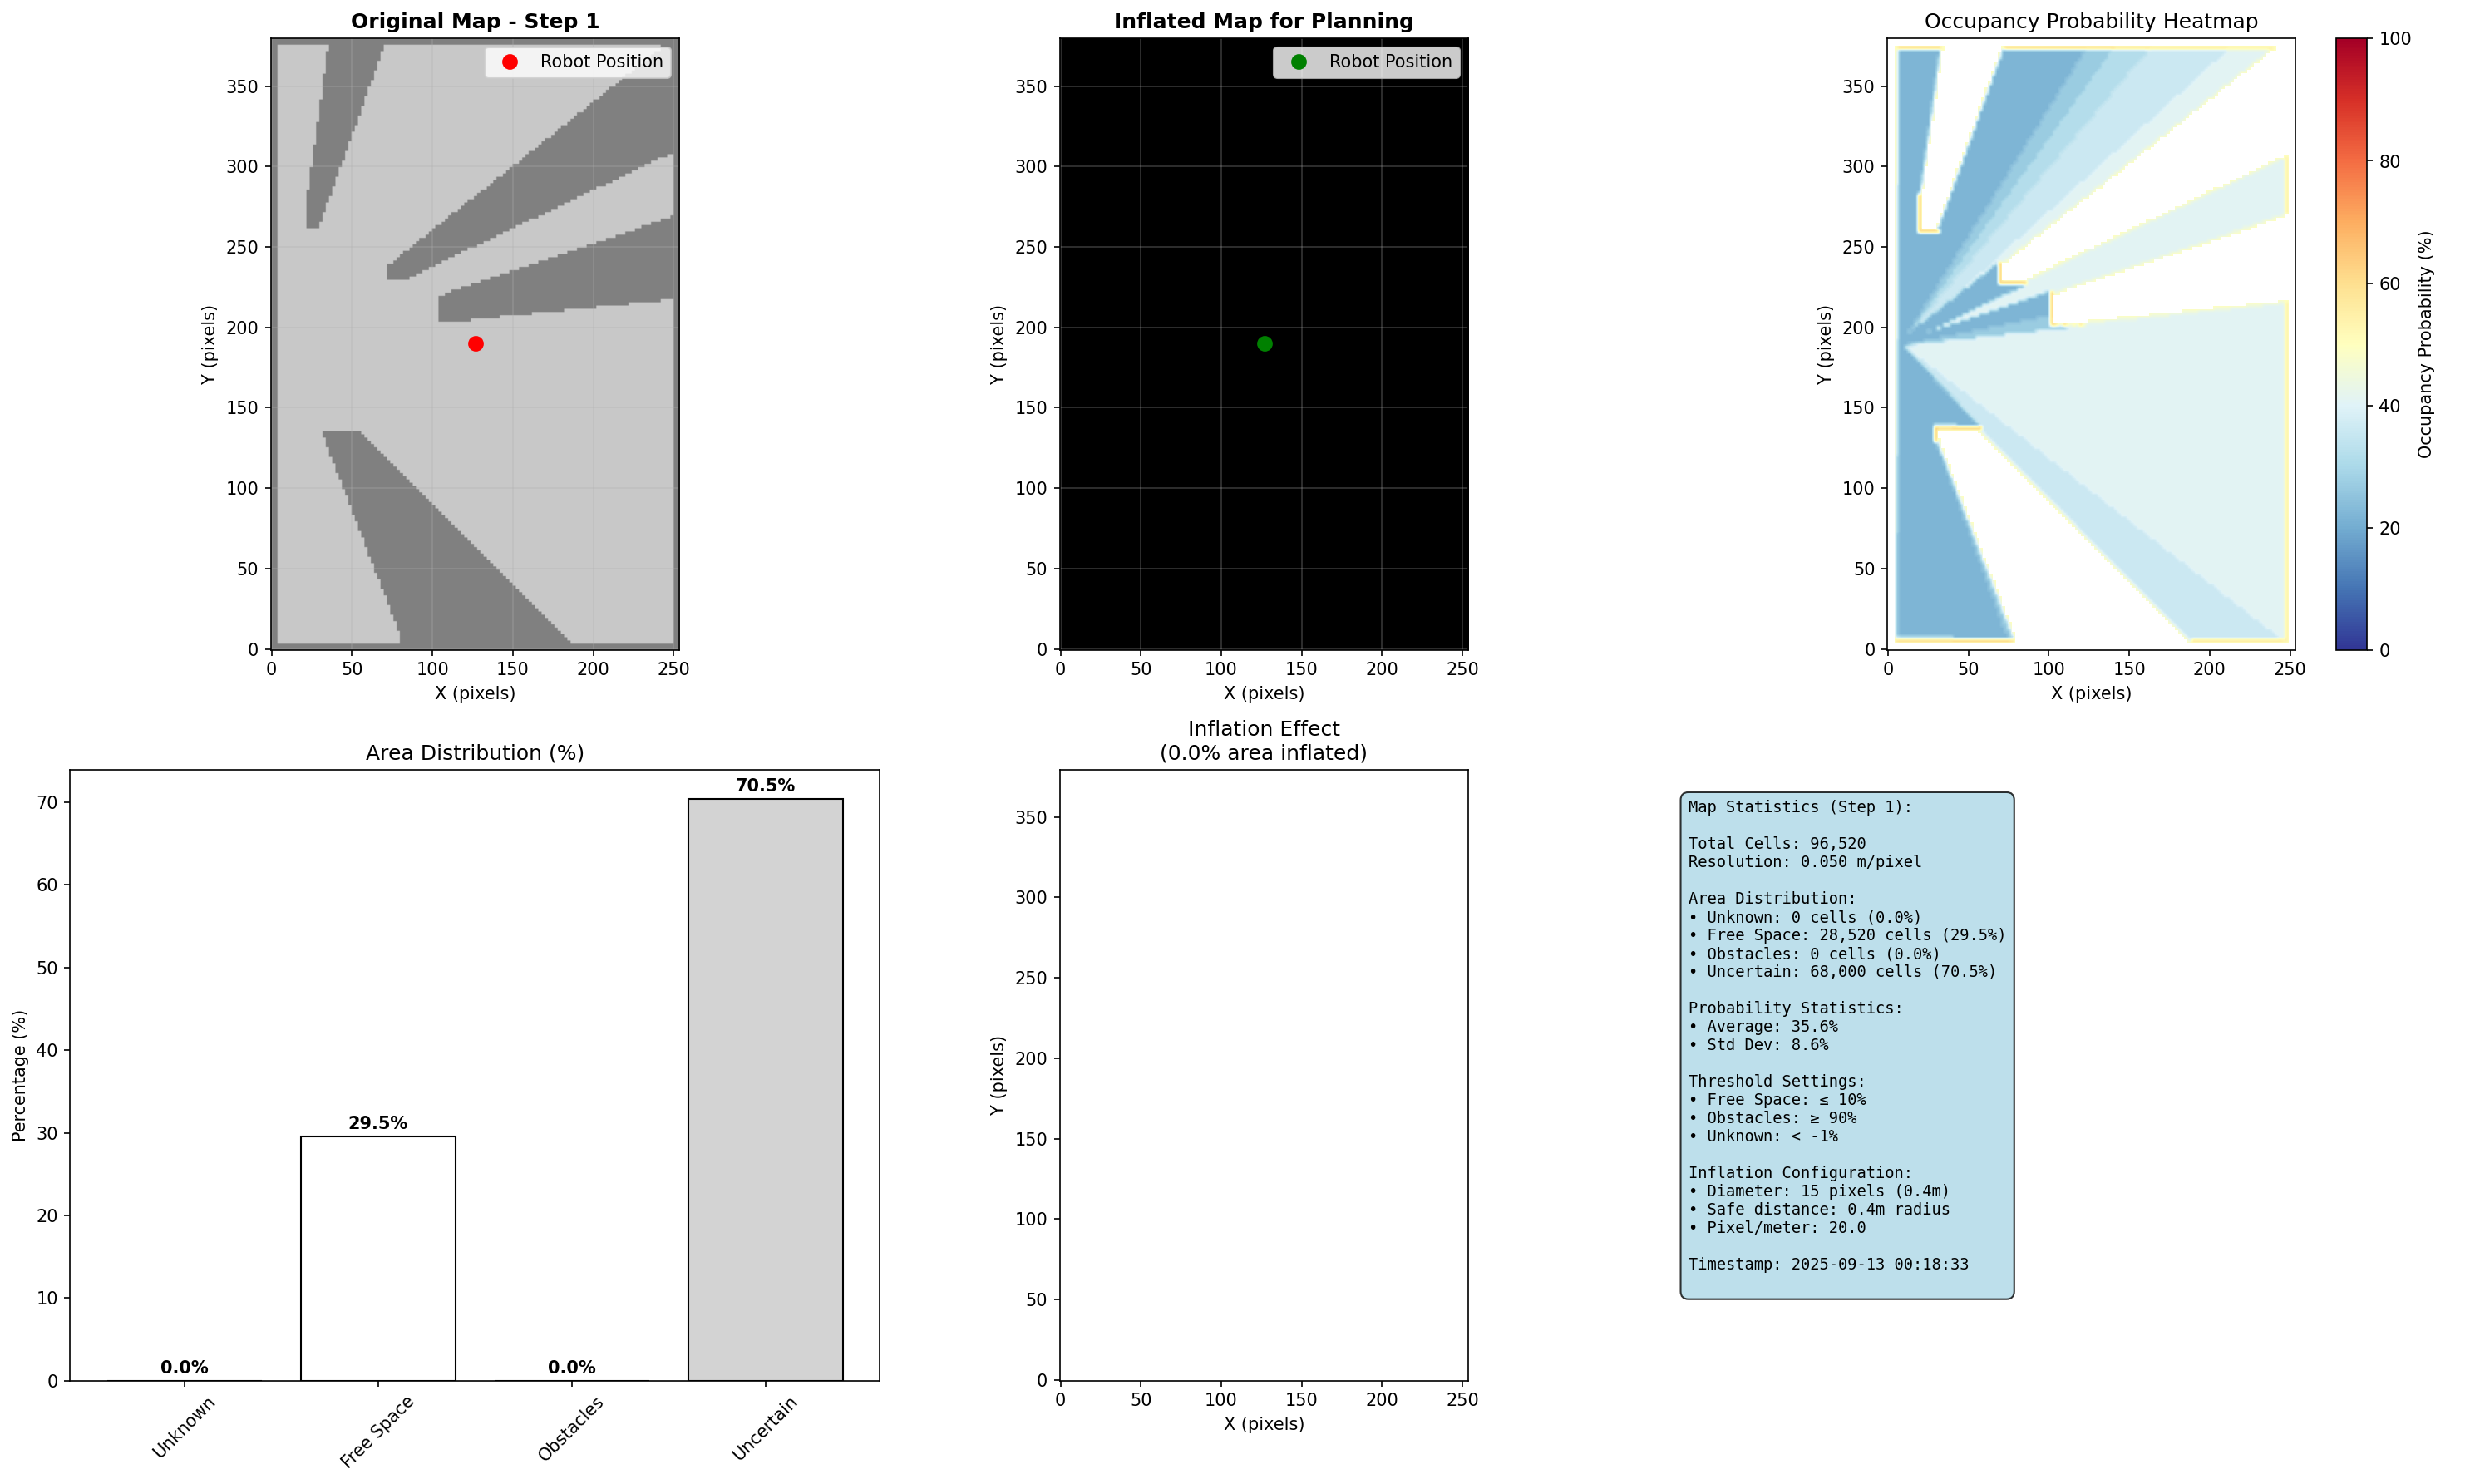 Original Map - Step 1
Robot Position
350
300
250
200
150
100
50
0
Y (pixels)
0 50 100 150 200 250
X (pixels)
Inflated Map for Planning
Robot Position
350
300
250
200
150
100
50
0
Y (pixels)
0 50 100 150 200 250
X (pixels)
Occupancy Probability Heatmap
350
300
250
200
150
100
50
0
Y (pixels)
0 50 100 150 200 250
X (pixels)
100
80
60
40
20
0
Occupancy Probability (%)
Area Distribution (%)
70
60
50
40
30
20
10
0
Percentage (%)
0.0%
29.5%
0.0%
70.5%
Unknown
Free Space
Obstacles
Uncertain
Inflation Effect
(0.0% area inflated)
350
300
250
200
150
100
50
0
Y (pixels)
0 50 100 150 200 250
X (pixels)
Map Statistics (Step 1):
Total Cells: 96,520
Resolution: 0.050 m/pixel
Area Distribution:
• Unknown: 0 cells (0.0%)
• Free Space: 28,520 cells (29.5%)
• Obstacles: 0 cells (0.0%)
• Uncertain: 68,000 cells (70.5%)
Probability Statistics:
• Average: 35.6%
• Std Dev: 8.6%
Threshold Settings:
• Free Space: ≤ 10%
• Obstacles: ≥ 90%
• Unknown: < -1%
Inflation Configuration:
• Diameter: 15 pixels (0.4m)
• Safe distance: 0.4m radius
• Pixel/meter: 20.0
Timestamp: 2025-09-13 00:18:33